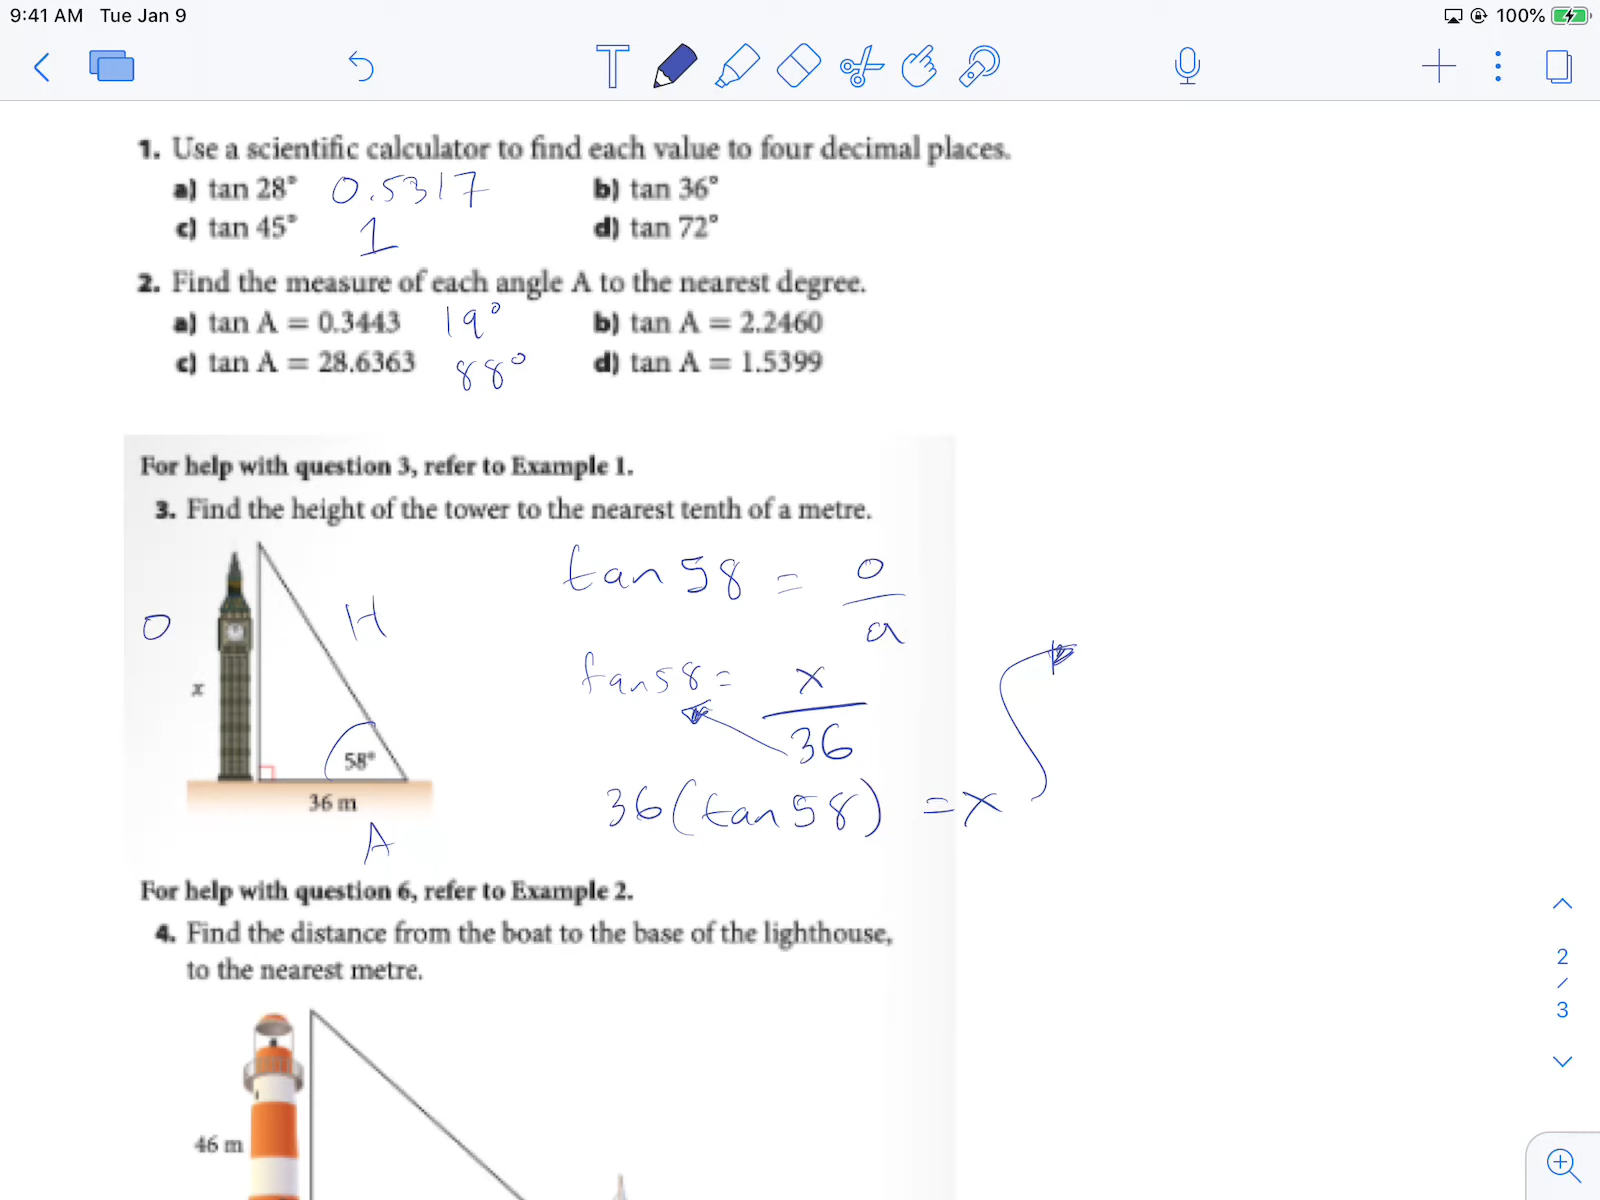 9:41 AM Tue Jan 9 100%
1. Use a scientific calculator to find each value to four decimal places.
a) tan 28° 0.5317 b) tan 36°
c) tan 45° 1 d) tan 72°
2. Find the measure of each angle A to the nearest degree.
a) tan A = 0.3443 19° b) tan A = 2.2460
c) tan A = 28.6363 88° d) tan A = 1.5399
For help with question 3, refer to Example 1.
3. Find the height of the tower to the nearest tenth of a metre.
tan 58 = o/a
O H
tan 58 = x/36
x
58°
36 m
36(tan 58) = x
A
For help with question 6, refer to Example 2.
4. Find the distance from the boat to the base of the lighthouse,
to the nearest metre.
2 / 3
46 m